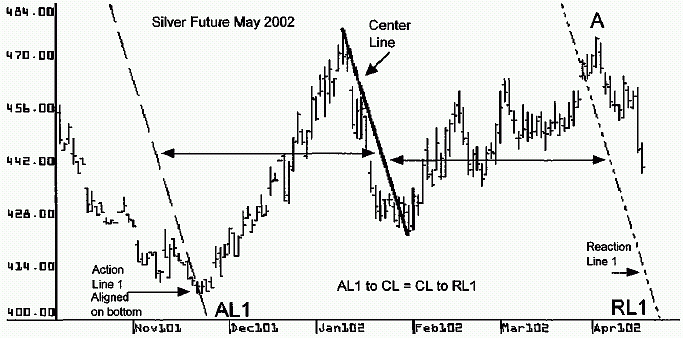 484.00
Silver Future May 2002
A
470.00
Center
Line
456.00
442.00
426.00
414.00
Action
Line 1
Aligned
on bottom
Reaction
Line 1
AL1 to CL = CL to RL1
AL1
RL1
400.00
Nov101 Dec101 Jan102 Feb102 Mar102 Apr102